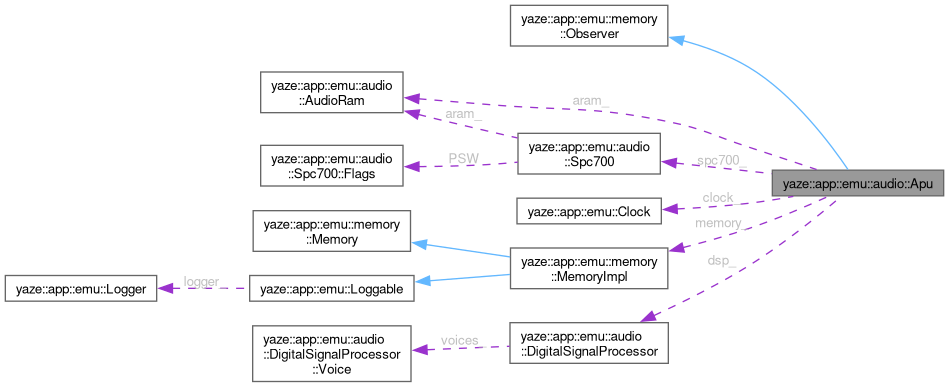 yaze::app::emu::memory
::Observer
yaze::app::emu::audio
::AudioRam
aram_
aram_
yaze::app::emu::audio
::Spc700
yaze::app::emu::audio
::Spc700::Flags
PSW
spc700_
yaze::app::emu::audio::Apu
yaze::app::emu::Clock
clock_
yaze::app::emu::memory
::Memory
memory_
yaze::app::emu::memory
::MemoryImpl
dsp_
yaze::app::emu::Logger
logger_
yaze::app::emu::Loggable
yaze::app::emu::audio
::DigitalSignalProcessor
::Voice
voices_
yaze::app::emu::audio
::DigitalSignalProcessor